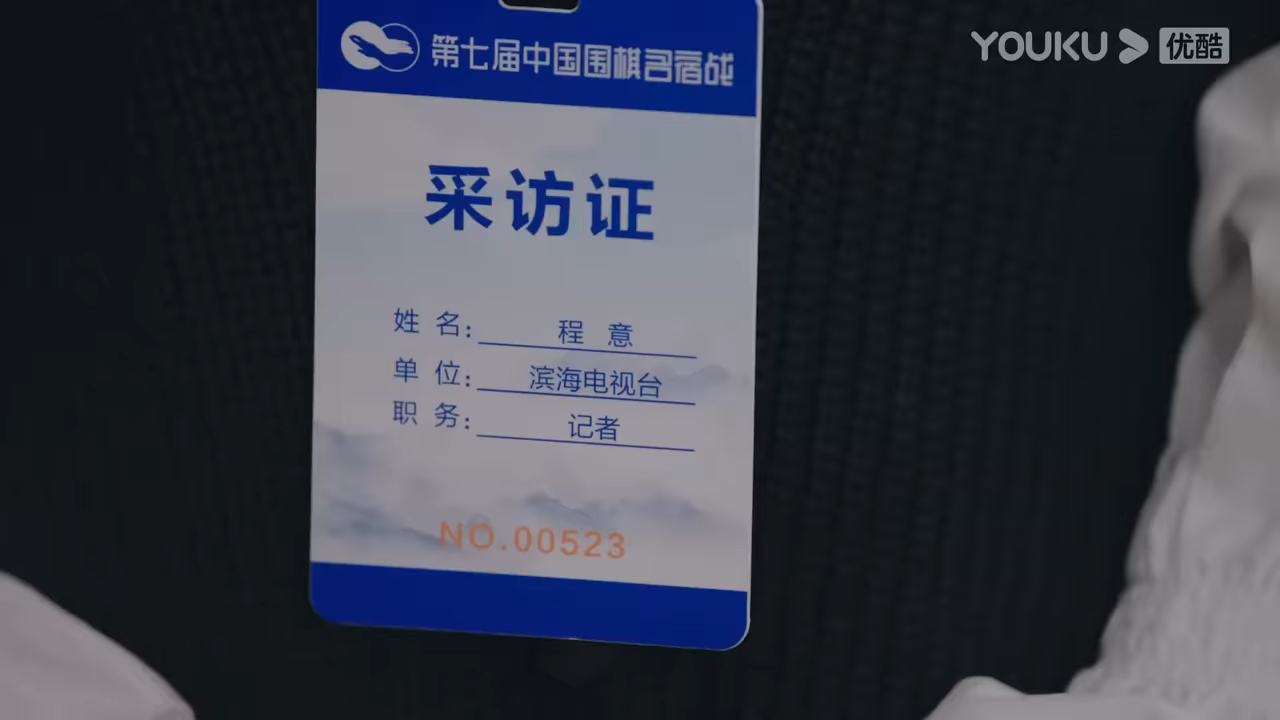 YOUKU 优酷
第七届中国围棋名宿战
采访证
姓 名: 程 意
单 位: 滨海电视台
职 务: 记者
NO.00523